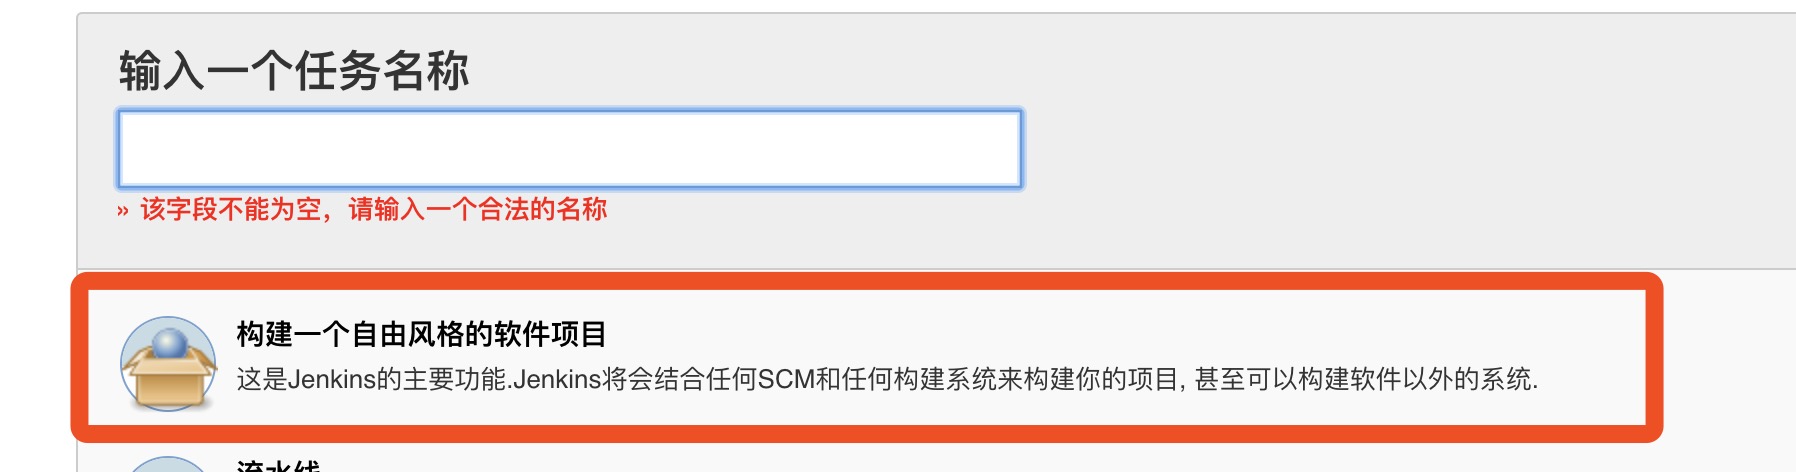 输入一个任务名称
» 该字段不能为空，请输入一个合法的名称
构建一个自由风格的软件项目
这是Jenkins的主要功能.Jenkins将会结合任何SCM和任何构建系统来构建你的项目, 甚至可以构建软件以外的系统.
流水线